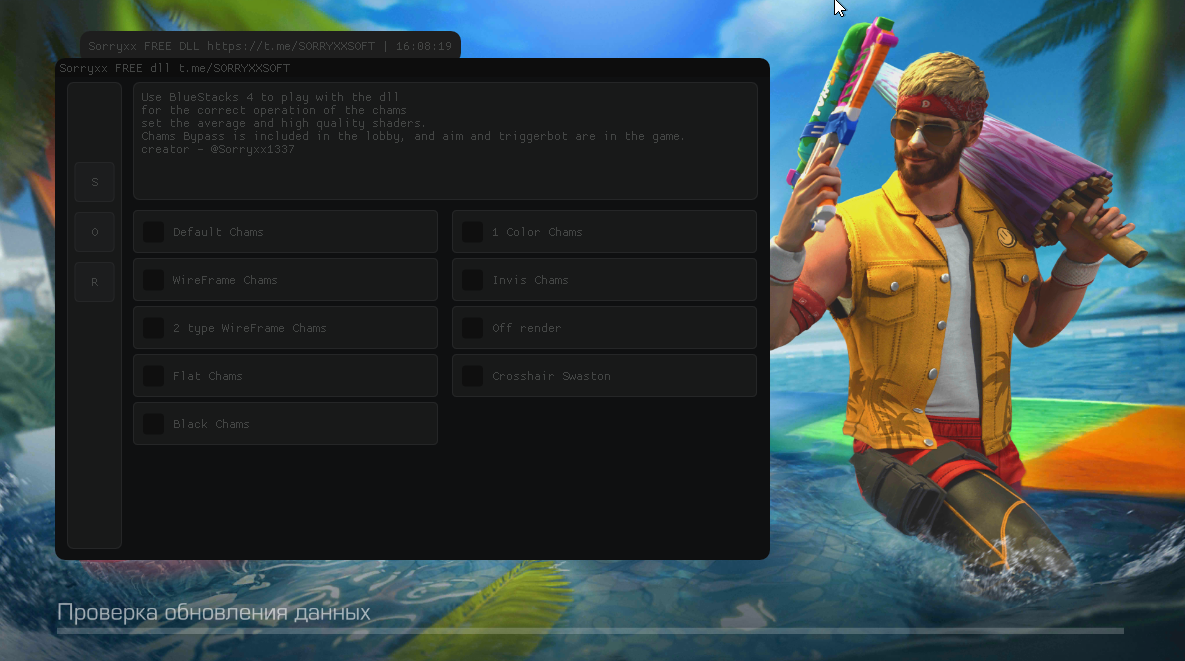 Sorryxx FREE DLL https://t.me/SORRYXXSOFT | 16:08:19
Sorryxx FREE dll t.me/SORRYXXSOFT
Use BlueStacks 4 to play with the dll
for the correct operation of the chams
set the average and high quality shaders.
Chams Bypass is included in the lobby, and aim and triggerbot are in the game.
creator - @Sorryxx1337
S
O
R
Default Chams
1 Color Chams
WireFrame Chams
Invis Chams
2 type WireFrame Chams
Off render
Flat Chams
Crosshair Swaston
Black Chams
Проверка обновления данных